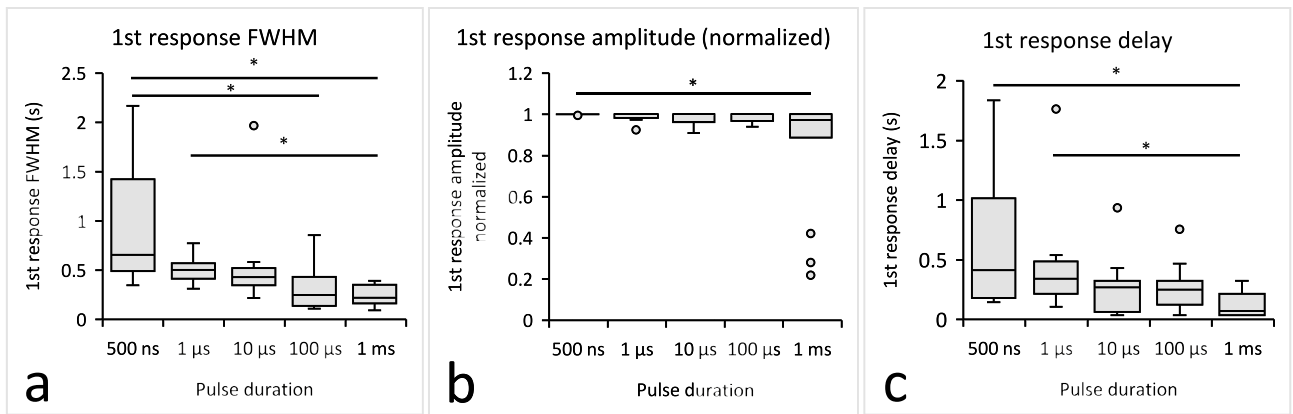 1st response FWHM
*
*
*
1st response FWHM (s)
2.5
2
1.5
1
0.5
0
500 ns
1 µs
10 µs
100 µs
1 ms
Pulse duration
a
1st response amplitude (normalized)
*
1st response amplitude
normalized
1.2
1
0.8
0.6
0.4
0.2
0
500 ns
1 µs
10 µs
100 µs
1 ms
Pulse duration
b
1st response delay
*
*
1st response delay (s)
2
1.5
1
0.5
0
500 ns
1 µs
10 µs
100 µs
1 ms
Pulse duration
c